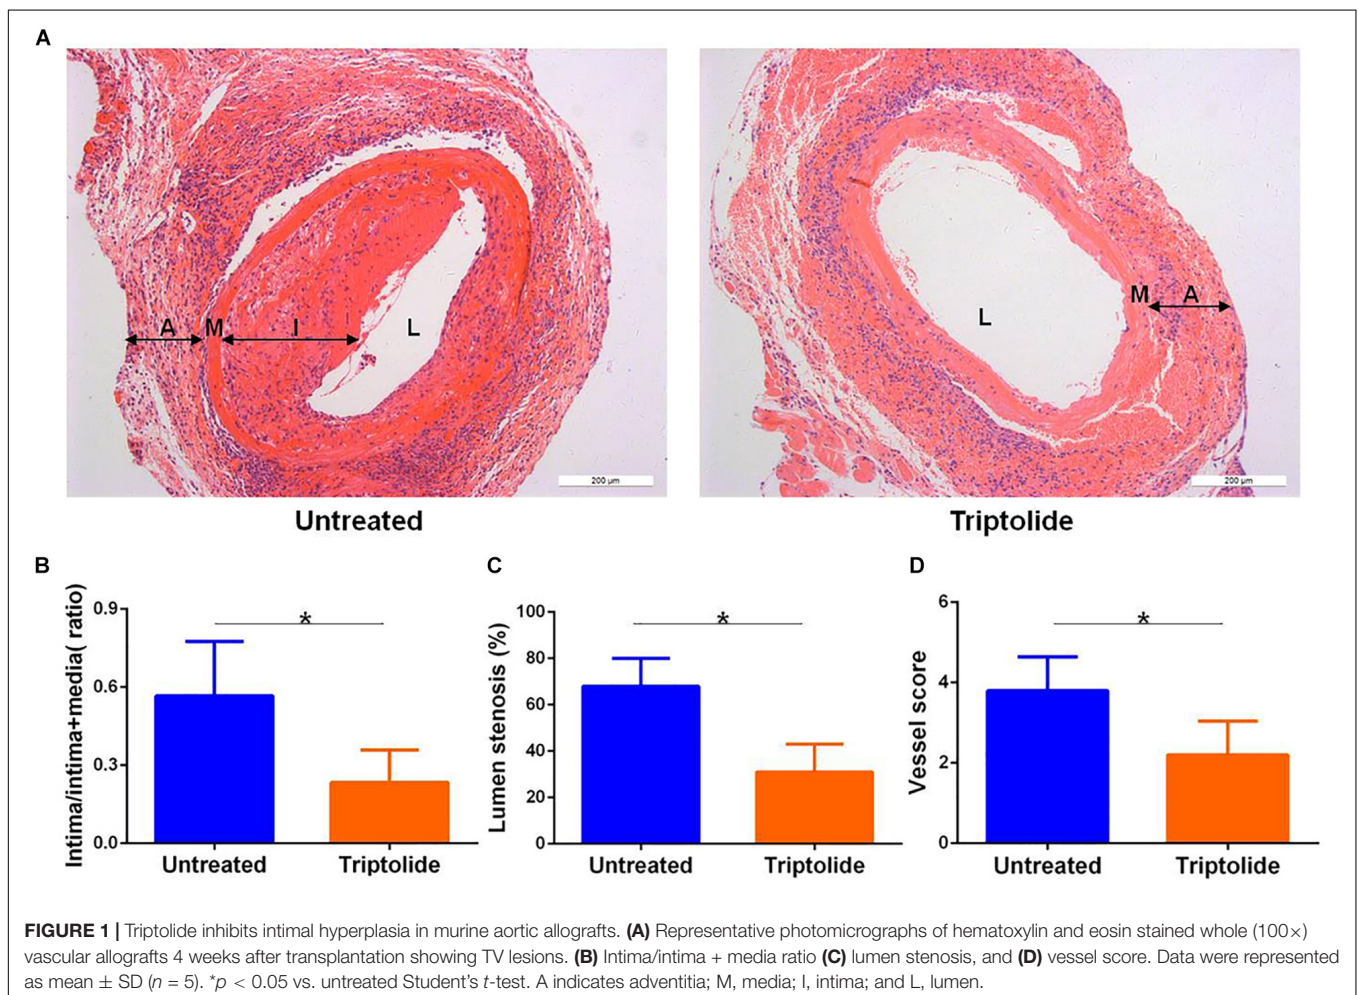 A
A M I L
200 µm
Untreated
L M A
200 µm
Triptolide
B
Intima/intima+media( ratio)
0.9
0.6
0.3
0.0
*
Untreated Triptolide
C
Lumen stenosis (%)
100
80
60
40
20
0
*
Untreated Triptolide
D
Vessel score
6
4
2
0
*
Untreated Triptolide
FIGURE 1 | Triptolide inhibits intimal hyperplasia in murine aortic allografts. (A) Representative photomicrographs of hematoxylin and eosin stained whole (100×)
vascular allografts 4 weeks after transplantation showing TV lesions. (B) Intima/intima + media ratio (C) lumen stenosis, and (D) vessel score. Data were represented
as mean ± SD (n = 5). *p < 0.05 vs. untreated Student's t-test. A indicates adventitia; M, media; I, intima; and L, lumen.